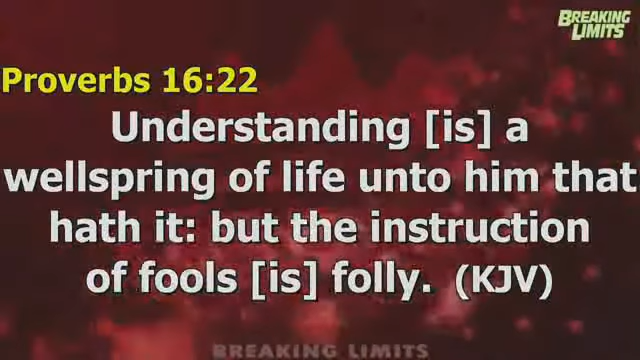 BREAKING
LIMITS
Proverbs 16:22
Understanding [is] a
wellspring of life unto him that
hath it: but the instruction
of fools [is] folly. (KJV)
BREAKING LIMITS